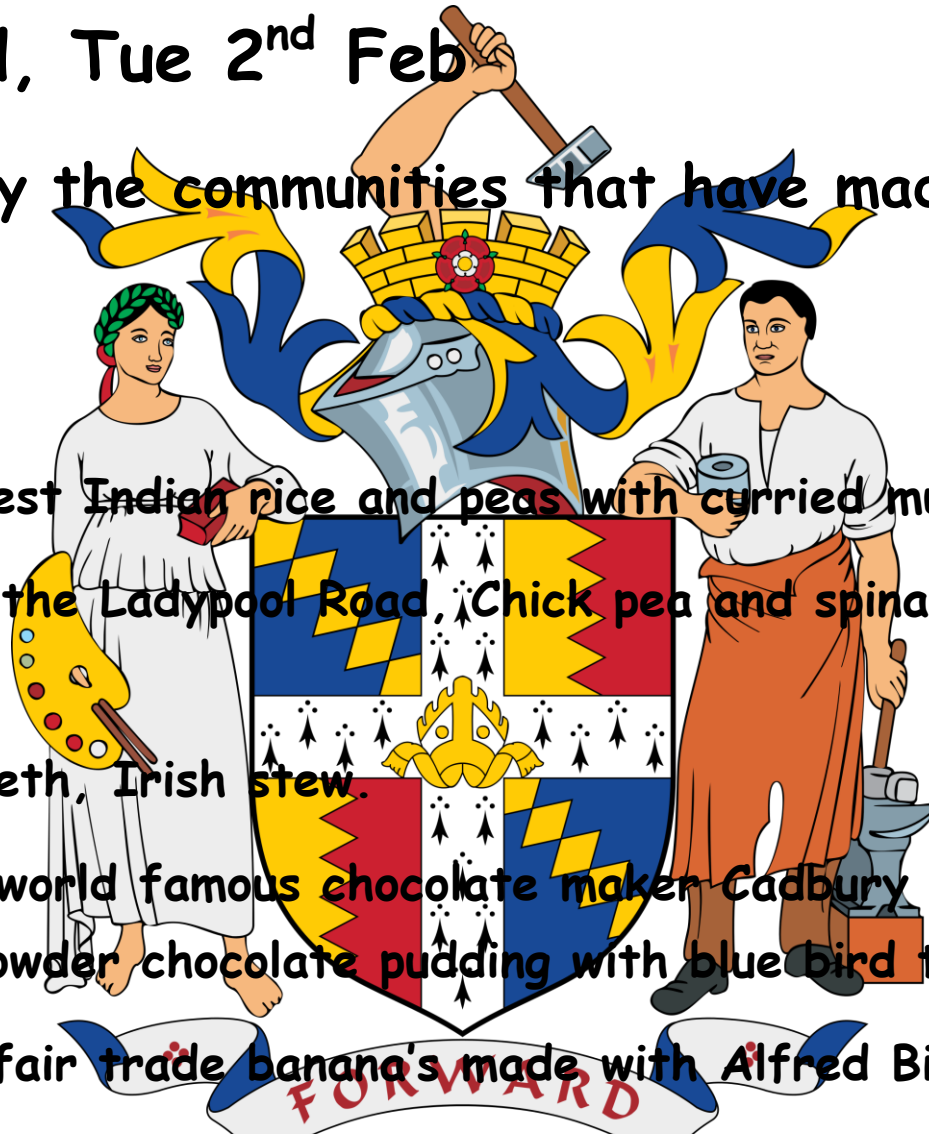 , Tue 2nd Feb
y the communities that have mad
est Indian rice and peas with curried mu
the Ladypool Road, Chick pea and spina
eth, Irish stew.
world famous chocolate maker Cadbury
owder chocolate pudding with blue bird t
fair trade banana's made with Alfred Bi
FORWARD